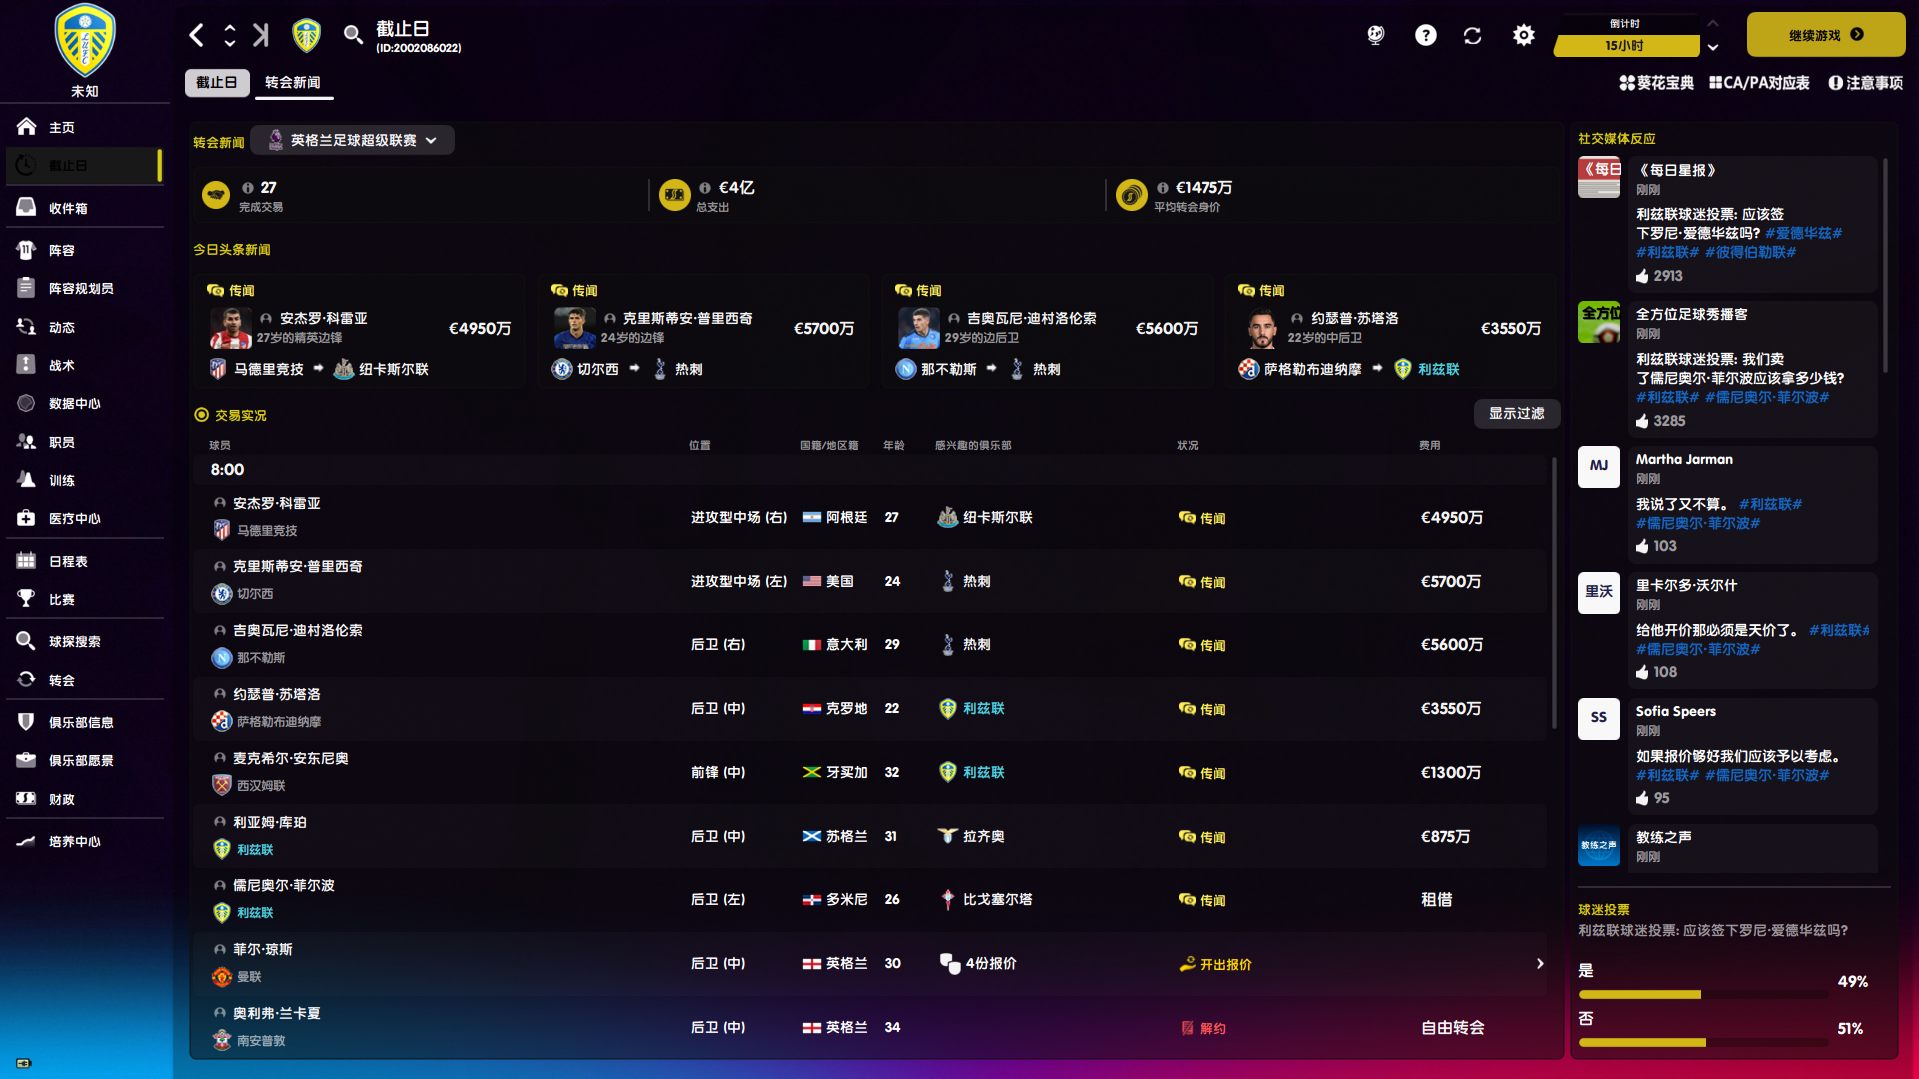 截止日
(ID:2002086022)
倒计时
15小时
继续游戏
未知
截止日
转会新闻
葵花宝典
CA/PA对应表
注意事项
主页
截止日
收件箱
阵容
阵容规划员
动态
战术
数据中心
职员
训练
医疗中心
日程表
比赛
球探搜索
转会
俱乐部信息
俱乐部愿景
财政
培养中心
转会新闻
英格兰足球超级联赛
27
完成交易
€4亿
总支出
€1475万
平均转会身价
今日头条新闻
传闻
安杰罗·科雷亚
27岁的精英边锋
€4950万
马德里竞技
纽卡斯尔联
传闻
克里斯蒂安·普里西奇
24岁的边锋
€5700万
切尔西
热刺
传闻
吉奥瓦尼·迪村洛伦索
29岁的边后卫
€5600万
那不勒斯
热刺
传闻
约瑟普·苏塔洛
22岁的中后卫
€3550万
萨格勒布迪纳摩
利兹联
交易实况
显示过滤
球员 位置 国籍/地区籍 年龄 感兴趣的俱乐部 状况 费用
8:00
安杰罗·科雷亚
马德里竞技
进攻型中场 (右) 阿根廷 27 纽卡斯尔联 传闻 €4950万
克里斯蒂安·普里西奇
切尔西
进攻型中场 (左) 美国 24 热刺 传闻 €5700万
吉奥瓦尼·迪村洛伦索
那不勒斯
后卫 (右) 意大利 29 热刺 传闻 €5600万
约瑟普·苏塔洛
萨格勒布迪纳摩
后卫 (中) 克罗地 22 利兹联 传闻 €3550万
麦克希尔·安东尼奥
西汉姆联
前锋 (中) 牙买加 32 利兹联 传闻 €1300万
利亚姆·库珀
利兹联
后卫 (中) 苏格兰 31 拉齐奥 传闻 €875万
儒尼奥尔·菲尔波
利兹联
后卫 (左) 多米尼 26 比戈塞尔塔 传闻 租借
菲尔·琼斯
曼联
后卫 (中) 英格兰 30 4份报价 开出报价
奥利弗·兰卡夏
南安普敦
后卫 (中) 英格兰 34 解约 自由转会
社交媒体反应
《每日
《每日星报》
刚刚
利兹联球迷投票: 应该签
下罗尼·爱德华兹吗? #爱德华兹#
#利兹联# #彼得伯勒联#
2913
全方位
全方位足球秀播客
刚刚
利兹联球迷投票: 我们卖
了儒尼奥尔·菲尔波应该拿多少钱?
#利兹联# #儒尼奥尔·菲尔波#
3285
MJ
Martha Jarman
刚刚
我说了又不算。 #利兹联#
#儒尼奥尔·菲尔波#
103
里沃
里卡尔多·沃尔什
刚刚
给他开价那必须是天价了。 #利兹联#
#儒尼奥尔·菲尔波#
108
SS
Sofia Speers
刚刚
如果报价够好我们应该予以考虑。
#利兹联# #儒尼奥尔·菲尔波#
95
教练之声
教练之声
刚刚
球迷投票
利兹联球迷投票: 应该签下罗尼·爱德华兹吗?
是
49%
否
51%